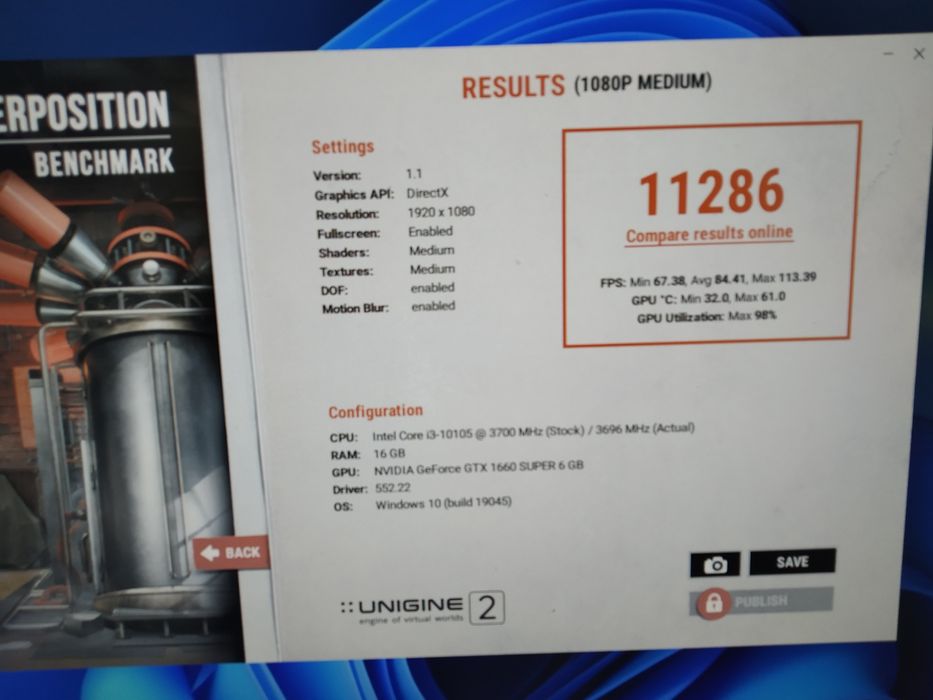 ERPOSITION
BENCHMARK
RESULTS (1080P MEDIUM)
Settings
Version: 1.1
Graphics API: DirectX
Resolution: 1920 x 1080
Fullscreen: Enabled
Shaders: Medium
Textures: Medium
DOF: enabled
Motion Blur: enabled
11286
Compare results online
FPS: Min 67.38, Avg 84.41, Max 113.39
GPU °C: Min 32.0, Max 61.0
GPU Utilization: Max 98%
Configuration
CPU: Intel Core i3-10105 @ 3700 MHz (Stock) / 3696 MHz (Actual)
RAM: 16 GB
GPU: NVIDIA GeForce GTX 1660 SUPER 6 GB
Driver: 552.22
OS: Windows 10 (build 19045)
BACK
SAVE
PUBLISH
UNIGINE 2
engine of virtual worlds